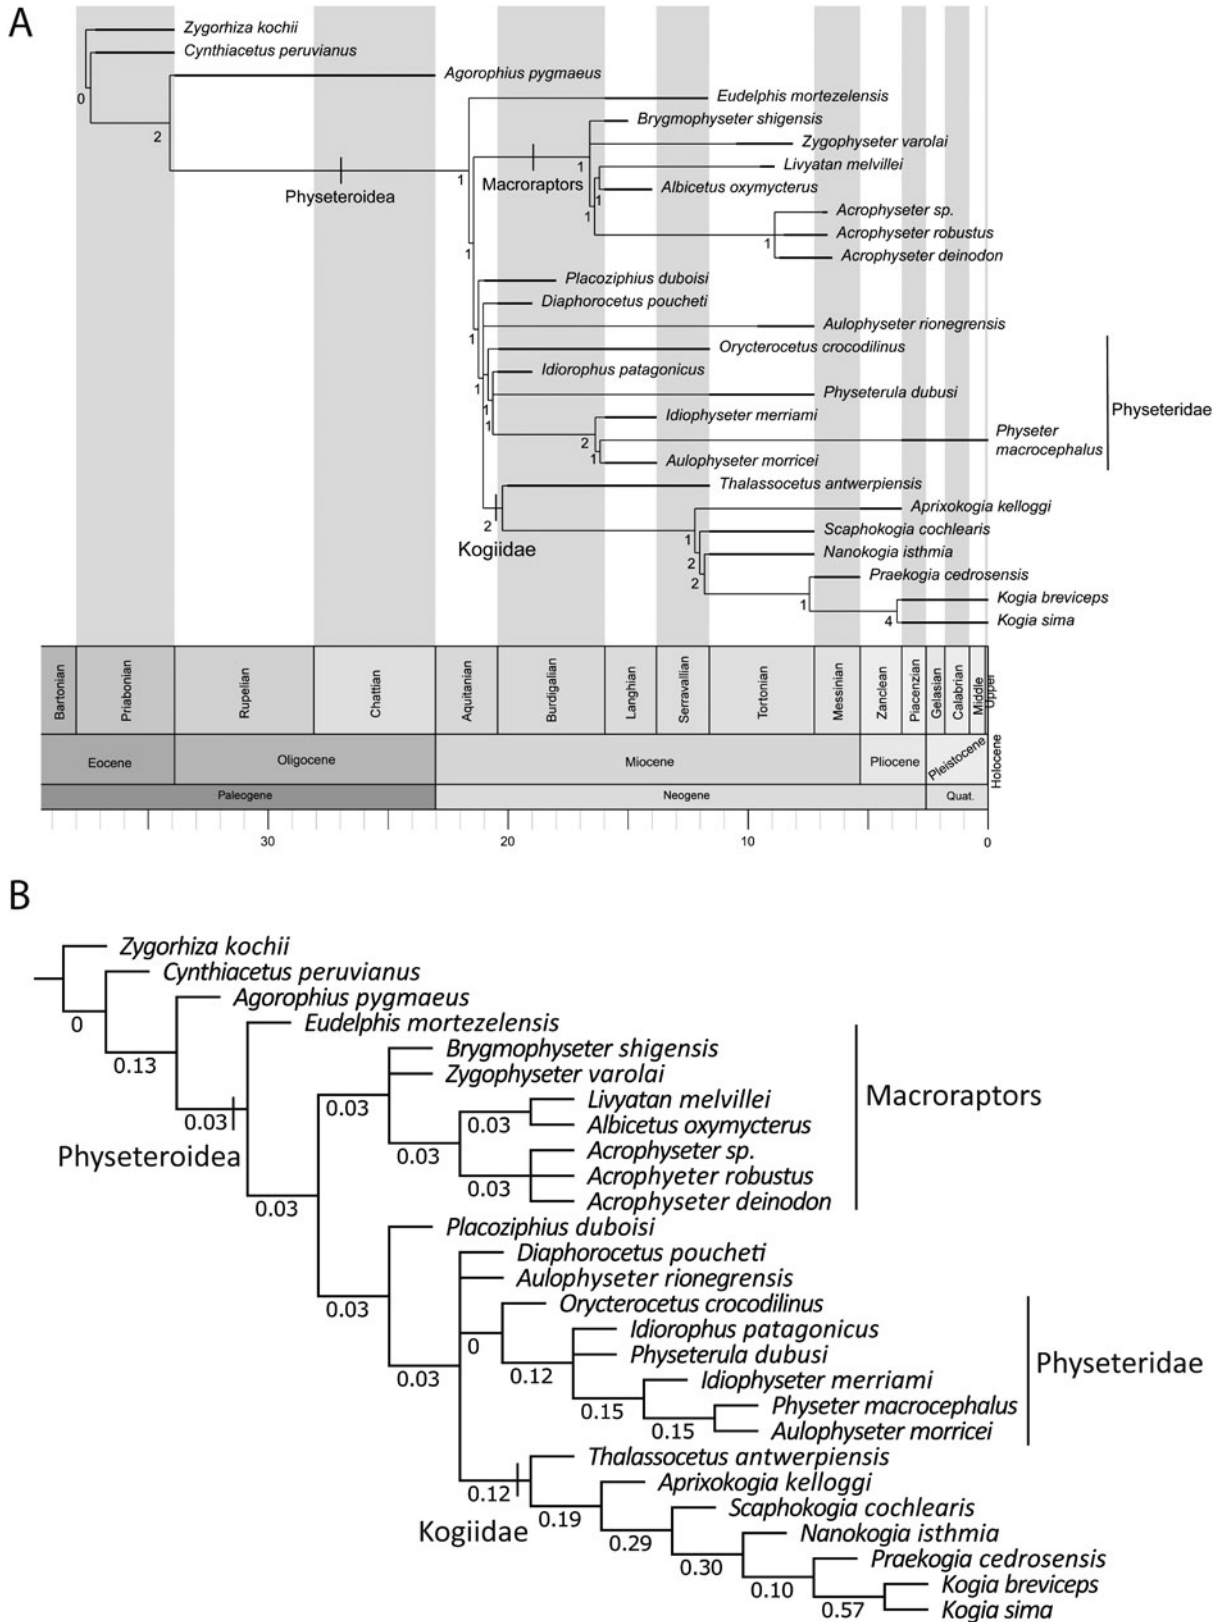 A
Zygorhiza kochii
Cynthiacetus peruvianus
Agorophius pygmaeus
0
Eudelphis mortezelensis
Brygmophyseter shigensis
2
Zygophyseter varolai
Livyatan melvillei
1
Macroraptors
1
Physeteroidea
Albicetus oxymycterus
1
1
Acrophyseter sp.
Acrophyseter robustus
1
1
Acrophyseter deinodon
Placoziphius duboisi
Diaphorocetus poucheti
Aulophyseter rionegrensis
1
Orycterocetus crocodilinus
Idiorophus patagonicus
1
Physeterula dubusi
1
Physeteridae
Idiophyseter merriami
1
Physeter
macrocephalus
2
1
Aulophyseter morricei
Thalassocetus antwerpiensis
Aprixokogia kelloggi
2
Scaphokogia cochlearis
Kogiidae
1
Nanokogia isthmia
2
Praekogia cedrosensis
2
Kogia breviceps
1
4
Kogia sima
Bartonian
Priabonian
Rupelian
Chattian
Aquitanian
Burdigalian
Langhian
Serravallian
Tortonian
Messinian
Zanclean
Piacenzian
Gelasian
Calabrian
Middle
Upper
Eocene
Oligocene
Miocene
Pliocene
Pleistocene
Holocene
Paleogene
Neogene
Quat.
30
20
10
0
B
Zygorhiza kochii
Cynthiacetus peruvianus
Agorophius pygmaeus
0
Eudelphis mortezelensis
Brygmophyseter shigensis
0.13
Zygophyseter varolai
Livyatan melvillei
Macroraptors
0.03
0.03
0.03
Albicetus oxymycterus
Physeteroidea
0.03
Acrophyseter sp.
Acrophyeter robustus
0.03
Acrophyseter deinodon
0.03
Placoziphius duboisi
Diaphorocetus poucheti
Aulophyseter rionegrensis
Orycterocetus crocodilinus
0.03
Idiorophus patagonicus
0
Physeterula dubusi
Physeteridae
0.03
0.12
Idiophyseter merriami
0.15
Physeter macrocephalus
0.15
Aulophyseter morricei
Thalassocetus antwerpiensis
0.12
Aprixokogia kelloggi
Kogiidae
0.19
Scaphokogia cochlearis
0.29
Nanokogia isthmia
0.30
Praekogia cedrosensis
0.10
Kogia breviceps
0.57
Kogia sima